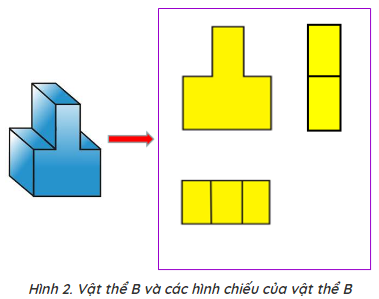 Hình 2. Vật thể B và các hình chiếu của vật thể B